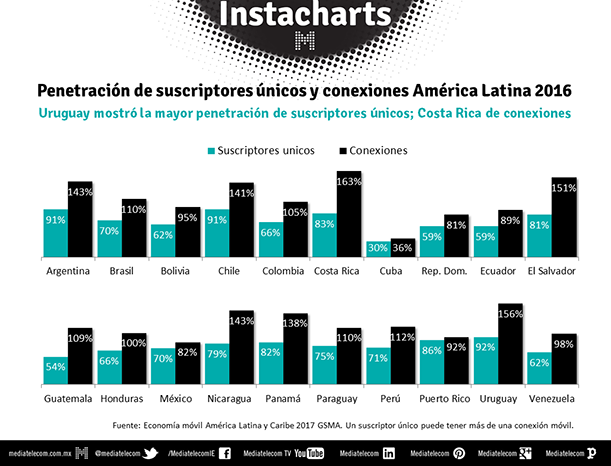 Instacharts
Penetración de suscriptores únicos y conexiones América Latina 2016
Uruguay mostró la mayor penetración de suscriptores únicos; Costa Rica de conexiones
Suscriptores unicos Conexiones
91% 143% 70% 110% 62% 95% 91% 141% 66% 105% 83% 163% 30% 36% 59% 81% 59% 89% 81% 151%
Argentina Brasil Bolivia Chile Colombia Costa Rica Cuba Rep. Dom. Ecuador El Salvador
54% 109% 66% 100% 70% 82% 79% 143% 82% 138% 75% 110% 71% 112% 86% 92% 92% 156% 62% 98%
Guatemala Honduras México Nicaragua Panamá Paraguay Perú Puerto Rico Uruguay Venezuela
Fuente: Economía móvil América Latina y Caribe 2017 GSMA. Un suscriptor único puede tener más de una conexión móvil.
mediatelecom.com.mx @mediatelecom /MediatelecomIE Mediatelecom TV YouTube Mediatelecom Mediatelecom Mediatelecom Mediatelecom